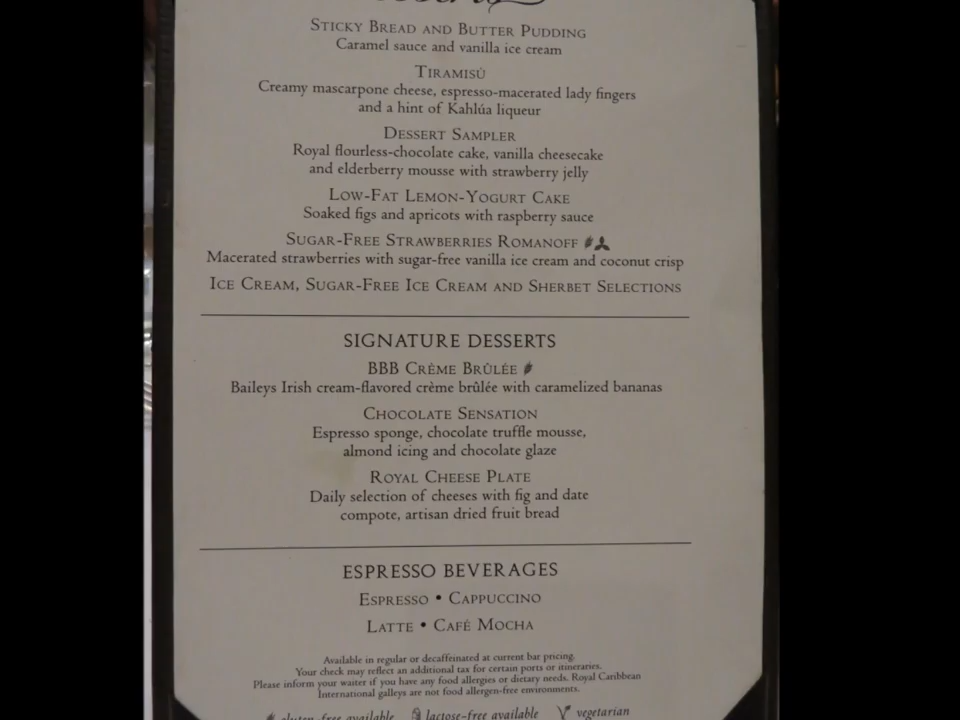 STICKY BREAD AND BUTTER PUDDING
Caramel sauce and vanilla ice cream
TIRAMISÚ
Creamy mascarpone cheese, espresso-macerated lady fingers
and a hint of Kahlúa liqueur
DESSERT SAMPLER
Royal flourless-chocolate cake, vanilla cheesecake
and elderberry mousse with strawberry jelly
LOW-FAT LEMON-YOGURT CAKE
Soaked figs and apricots with raspberry sauce
SUGAR-FREE STRAWBERRIES ROMANOFF
Macerated strawberries with sugar-free vanilla ice cream and coconut crisp
ICE CREAM, SUGAR-FREE ICE CREAM AND SHERBET SELECTIONS
SIGNATURE DESSERTS
BBB CRÈME BRÛLÉE
Baileys Irish cream-flavored crème brûlée with caramelized bananas
CHOCOLATE SENSATION
Espresso sponge, chocolate truffle mousse,
almond icing and chocolate glaze
ROYAL CHEESE PLATE
Daily selection of cheeses with fig and date
compote, artisan dried fruit bread
ESPRESSO BEVERAGES
ESPRESSO • CAPPUCCINO
LATTE • CAFÉ MOCHA
Available in regular or decaffeinated at current bar pricing.
Your check may reflect an additional tax for certain ports or itineraries.
Please inform your waiter if you have any food allergies or dietary needs. Royal Caribbean
International galleys are not food allergen-free environments.
gluten-free available lactose-free available vegetarian